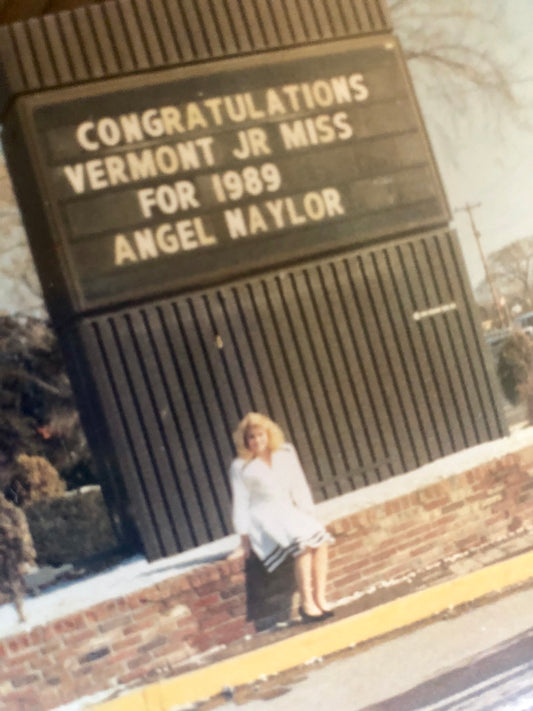 CONGRATULATIONS
VERMONT JR MISS
FOR 1989
ANGEL NAYLOR